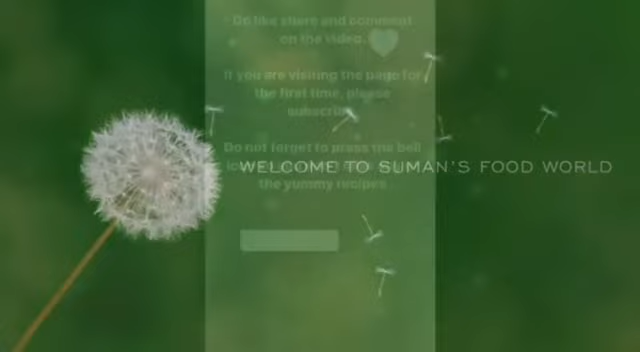 - Do like share and comment
on the video.
If you are visiting the page for
the first time, please
Do not forget to press the bell
WELCOME TO SUMAN'S FOOD WORLD
the yummy recipes